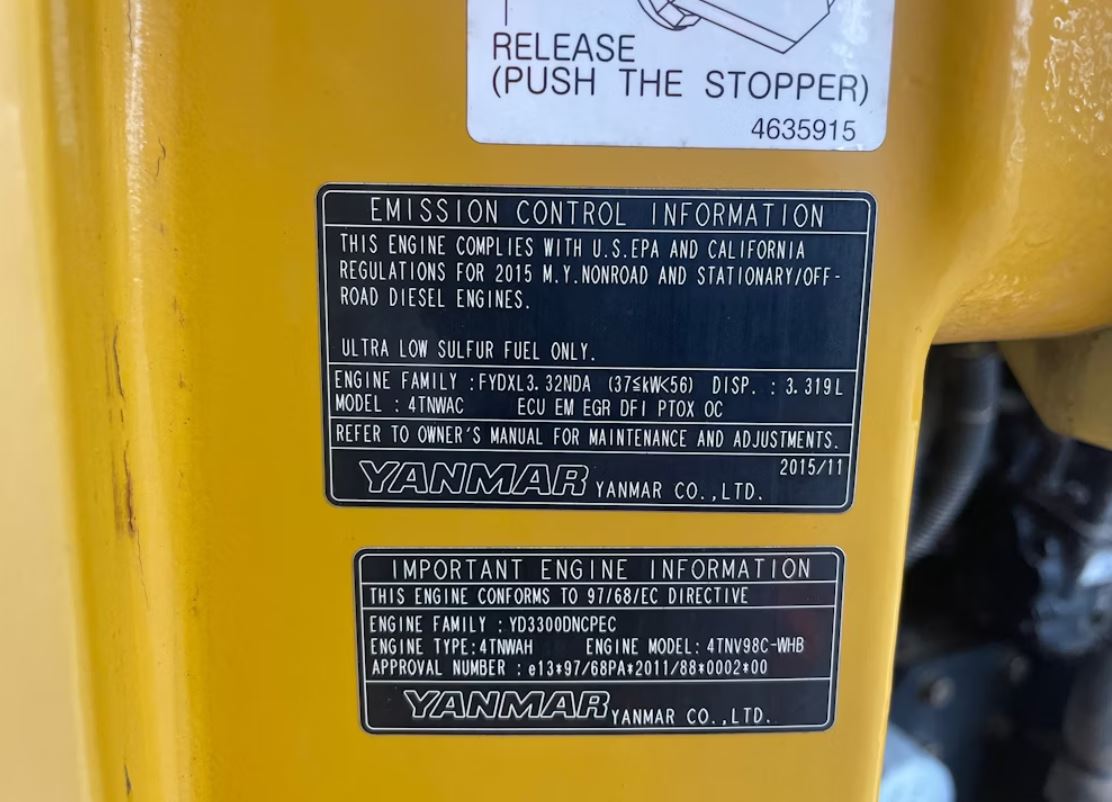 RELEASE
(PUSH THE STOPPER)
4635915
EMISSION CONTROL INFORMATION
THIS ENGINE COMPLIES WITH U.S.EPA AND CALIFORNIA
REGULATIONS FOR 2015 M.Y.NONROAD AND STATIONARY/OFF-
ROAD DIESEL ENGINES.
ULTRA LOW SULFUR FUEL ONLY.
ENGINE FAMILY :FYDXL3.32NDA (37≦kW<56) DISP. : 3.319L
MODEL : 4TNWAC ECU EM EGR DFI PTOX OC
REFER TO OWNER'S MANUAL FOR MAINTENANCE AND ADJUSTMENTS.
2015/11
YANMAR YANMAR CO.,LTD.
IMPORTANT ENGINE INFORMATION
THIS ENGINE CONFORMS TO 97/68/EC DIRECTIVE
ENGINE FAMILY : YD3300DNCPEC
ENGINE TYPE:4TNWAH ENGINE MODEL: 4TNV98C-WHB
APPROVAL NUMBER : e13*97/68PA*2011/88*0002*00
YANMAR YANMAR CO.,LTD.